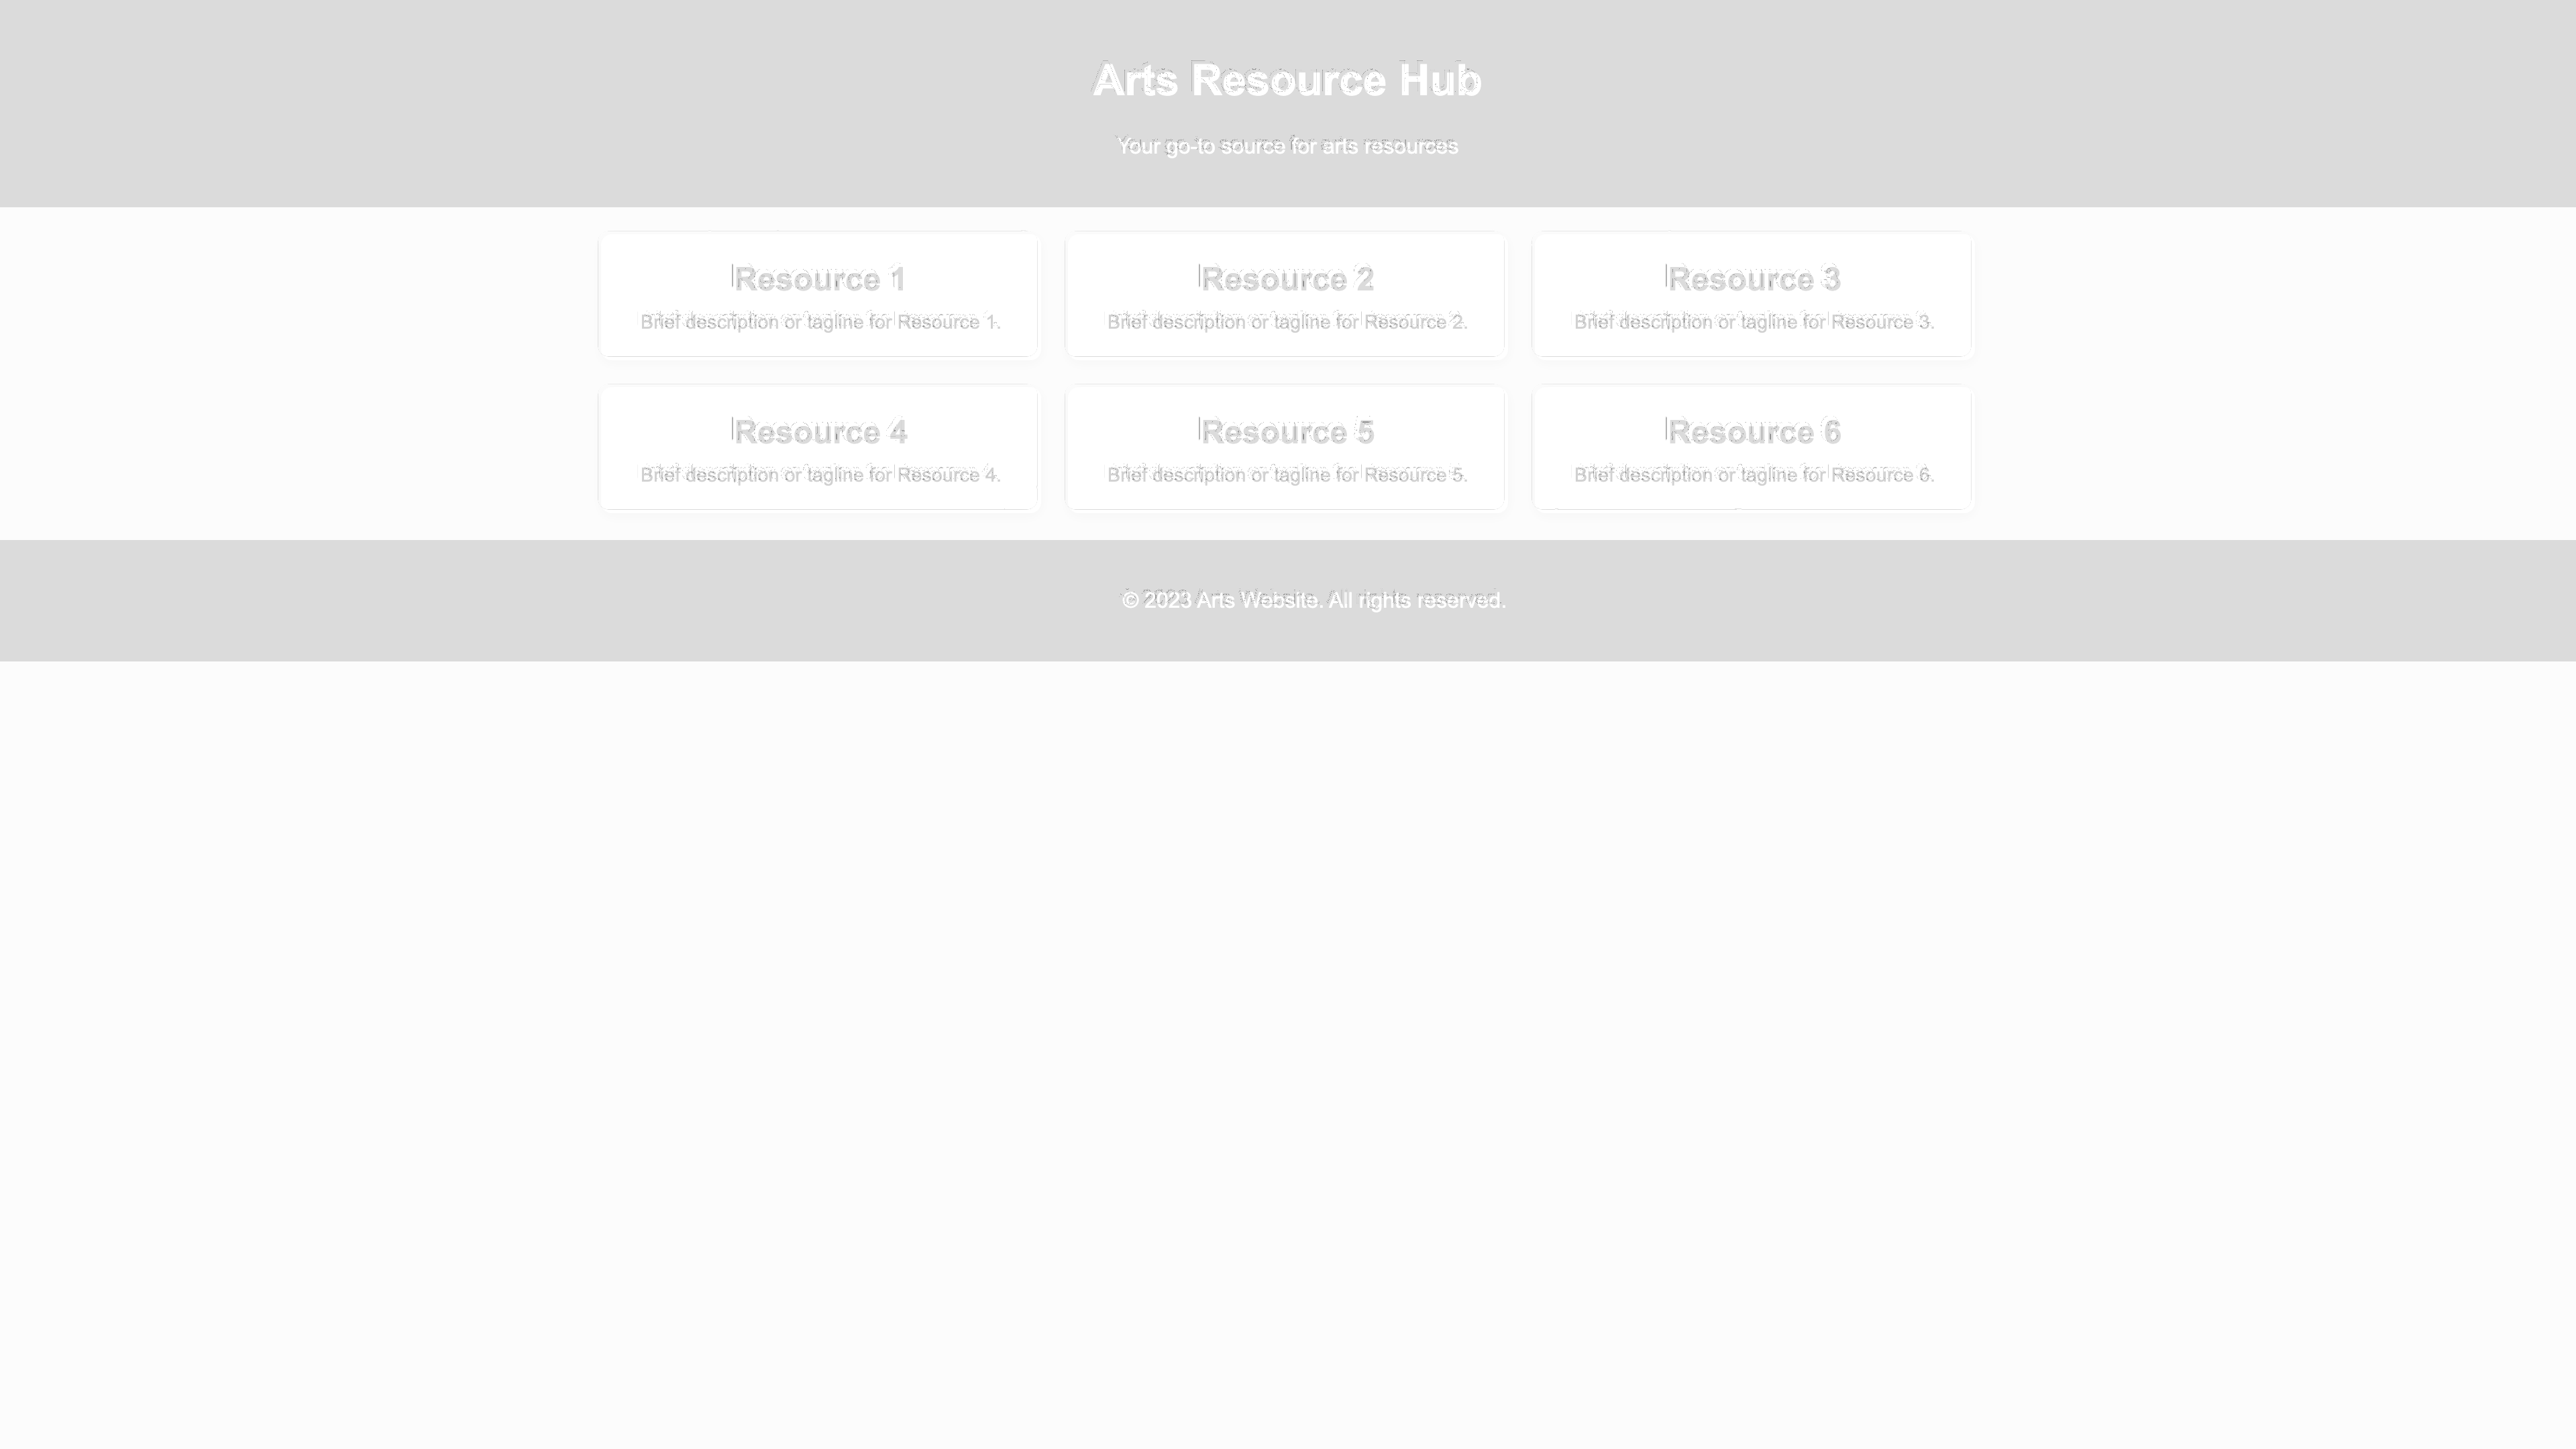 Arts Resource Hub
Your go-to source for arts resources
Resource 1
Brief description or tagline for Resource 1.
Resource 2
Brief description or tagline for Resource 2.
Resource 3
Brief description or tagline for Resource 3.
Resource 4
Brief description or tagline for Resource 4.
Resource 5
Brief description or tagline for Resource 5.
Resource 6
Brief description or tagline for Resource 6.
© 2023 Arts Website. All rights reserved.